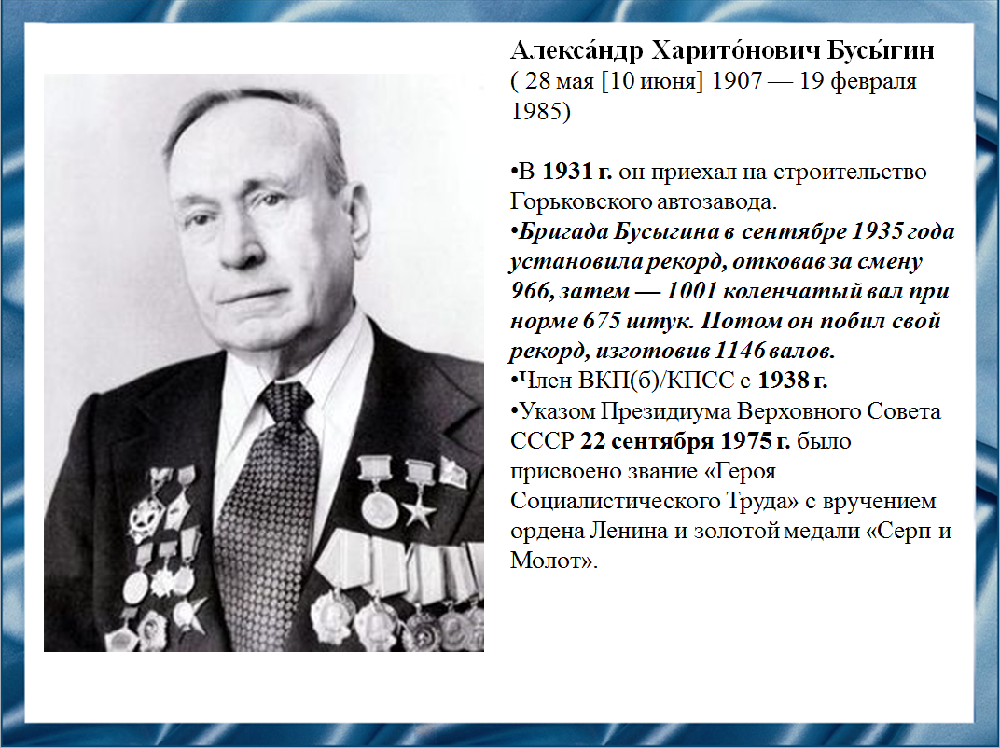 Алекса́ндр Харито́нович Бусы́гин
( 28 мая [10 июня] 1907 — 19 февраля
1985)
•В 1931 г. он приехал на строительство
Горьковского автозавода.
•Бригада Бусыгина в сентябре 1935 года
установила рекорд, отковав за смену
966, затем — 1001 коленчатый вал при
норме 675 штук. Потом он побил свой
рекорд, изготовив 1146 валов.
•Член ВКП(б)/КПСС с 1938 г.
•Указом Президиума Верховного Совета
СССР 22 сентября 1975 г. было
присвоено звание «Героя
Социалистического Труда» с вручением
ордена Ленина и золотой медали «Серп и
Молот».